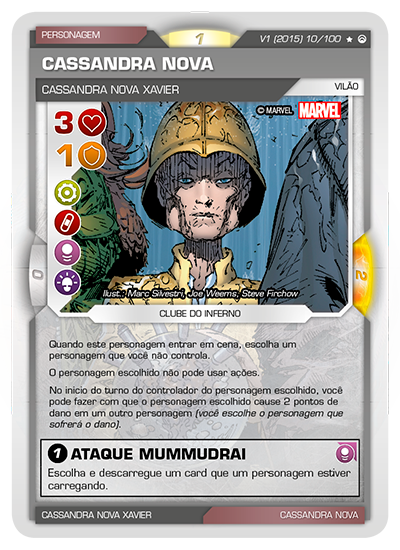 PERSONAGEM
1
V1 (2015) 10/100
CASSANDRA NOVA
CASSANDRA NOVA XAVIER
VILÃO
© MARVEL MARVEL
3
1
0
2
Ilust.: Marc Silvestri, Joe Weems, Steve Firchow
CLUBE DO INFERNO
Quando este personagem entrar em cena, escolha um
personagem que você não controla.
O personagem escolhido não pode usar ações.
No início do turno do controlador do personagem escolhido, você
pode fazer com que o personagem escolhido cause 2 pontos de
dano em um outro personagem (você escolhe o personagem que
sofrerá o dano).
1 ATAQUE MUMMUDRAI
Escolha e descarregue um card que um personagem estiver
carregando.
CASSANDRA NOVA XAVIER
CASSANDRA NOVA